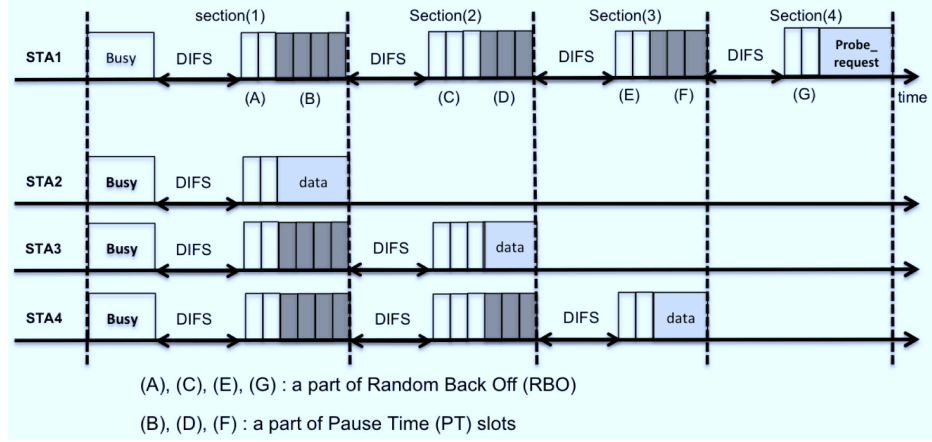 section(1) Section(2) Section(3) Section(4)
STA1 Busy DIFS DIFS DIFS DIFS Probe_
request
(A) (B) (C) (D) (E) (F) (G) time
STA2 Busy DIFS data
STA3 Busy DIFS DIFS data
STA4 Busy DIFS DIFS DIFS data
(A), (C), (E), (G) : a part of Random Back Off (RBO)
(B), (D), (F) : a part of Pause Time (PT) slots